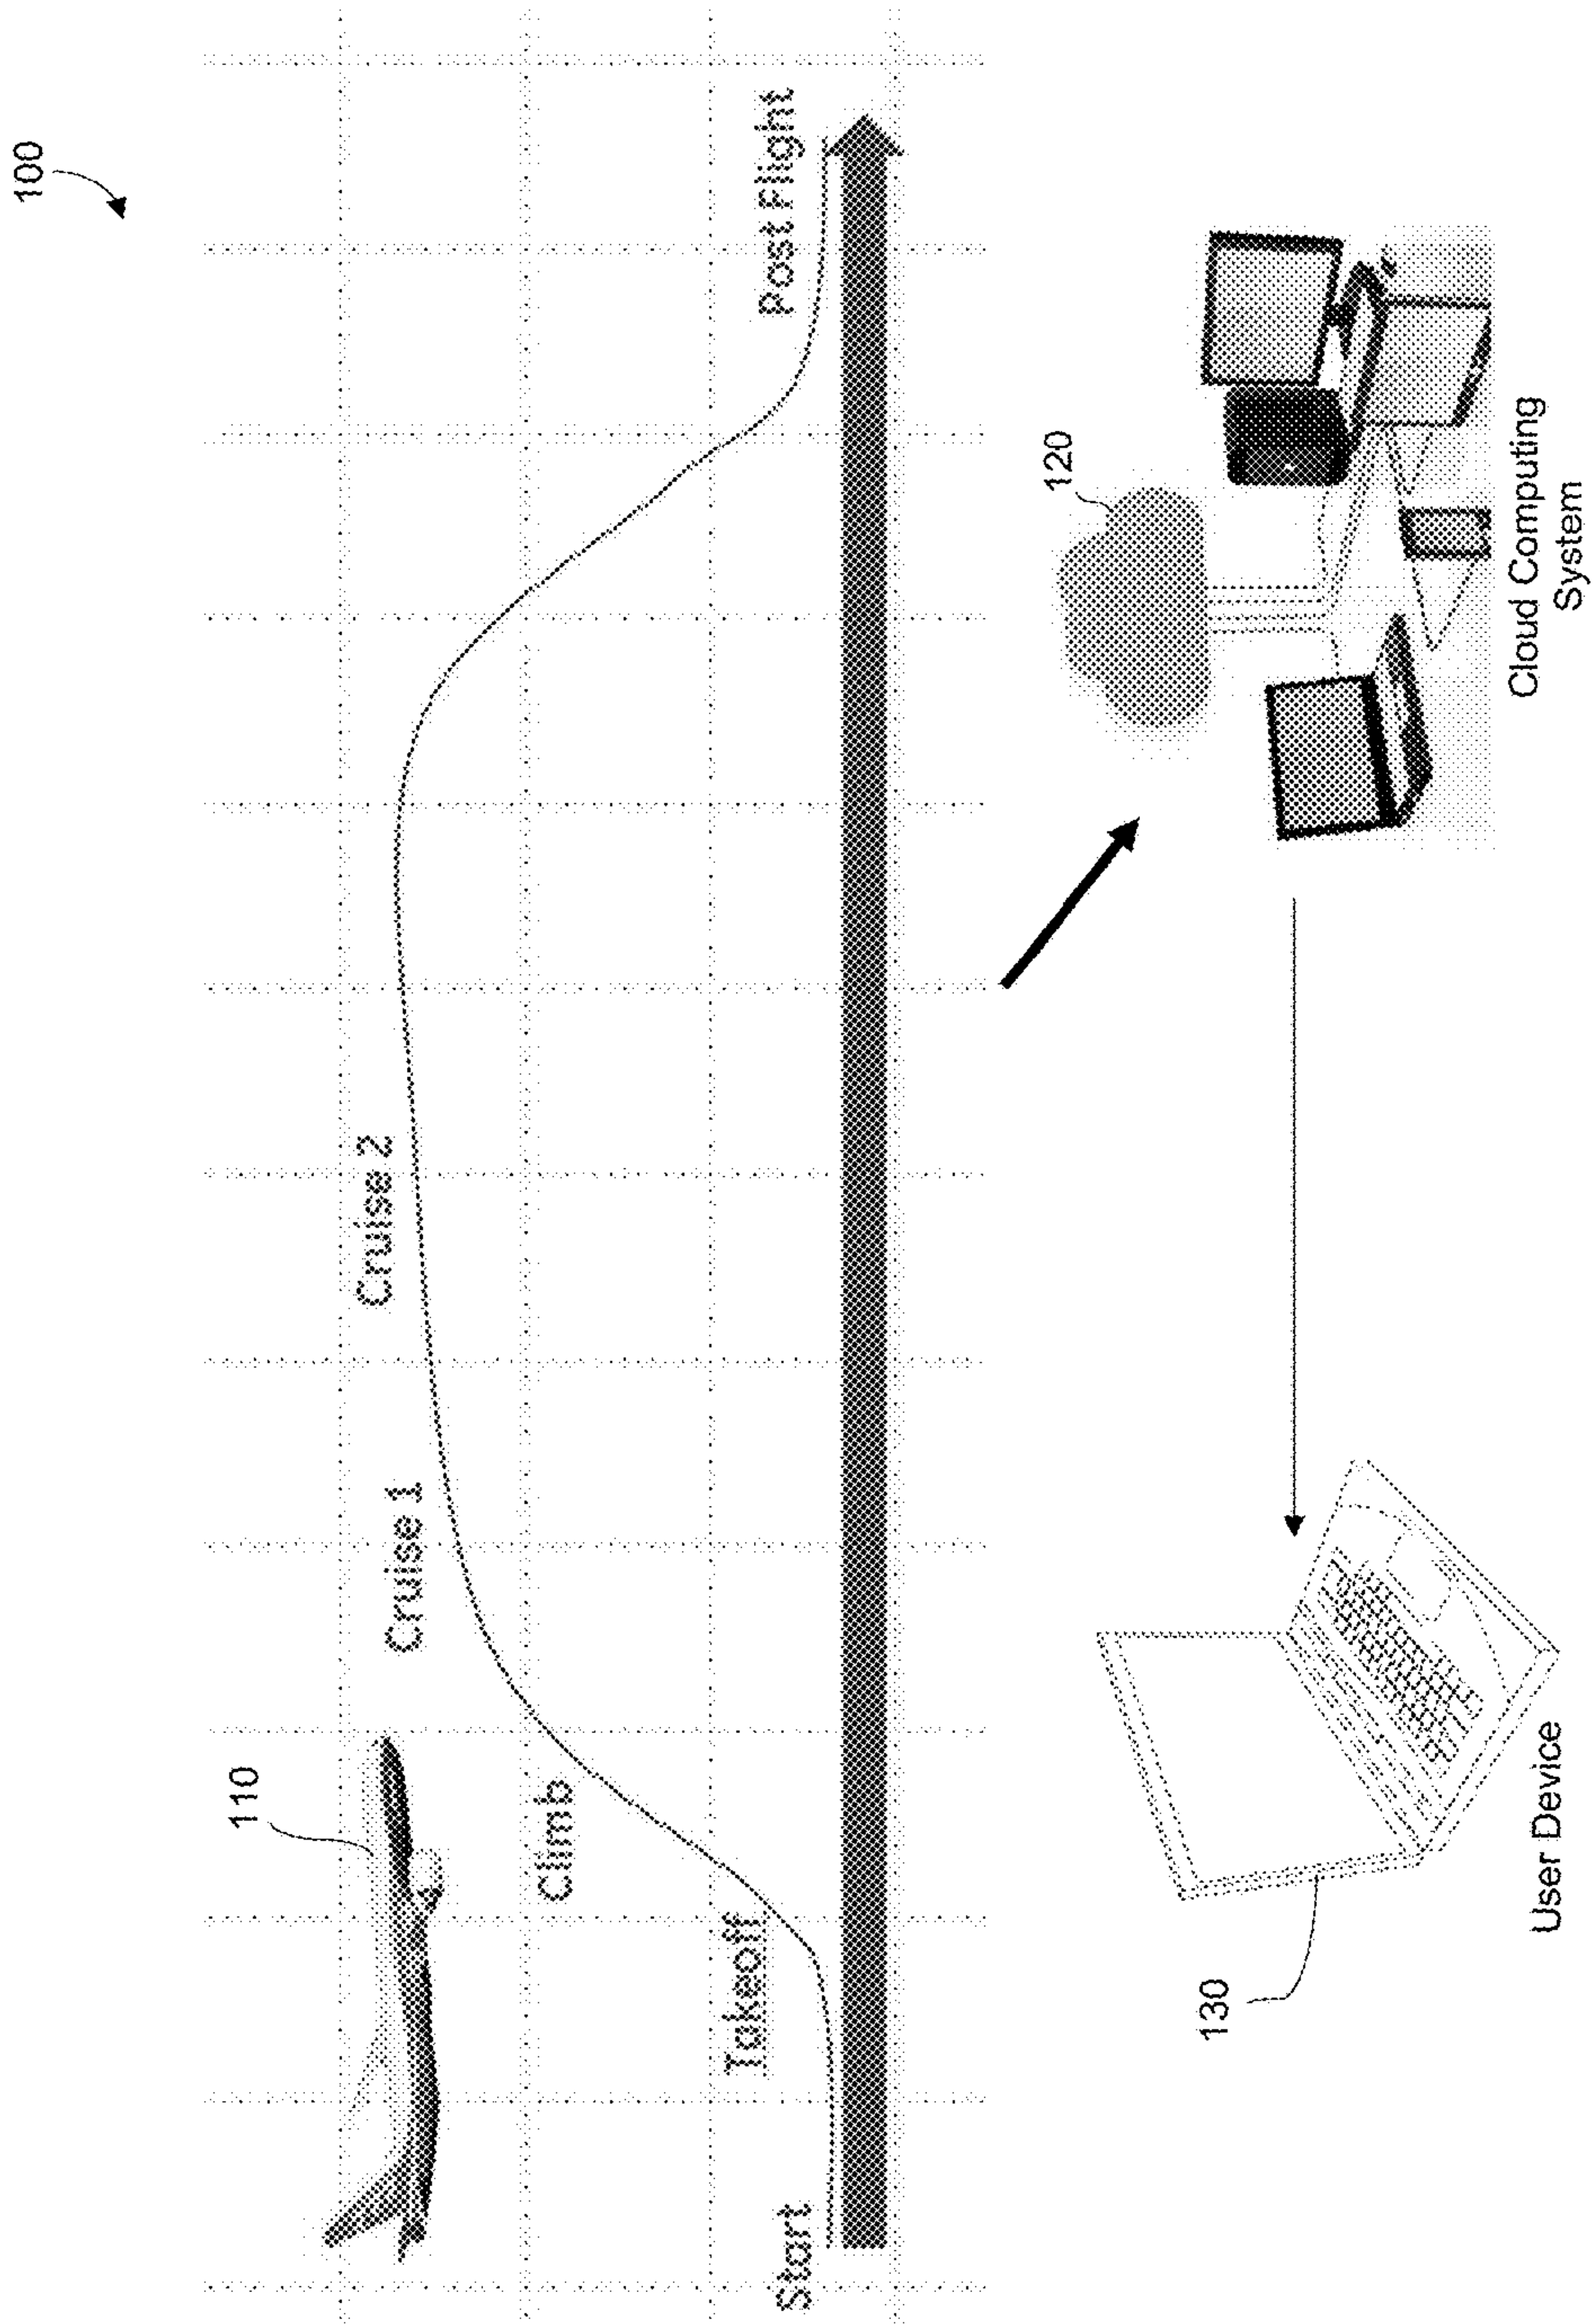 100
110
Cruise 1
Cruise 2
Climb
Takeoff
Start
Post Flight
120
130
User Device
Cloud Computing
System